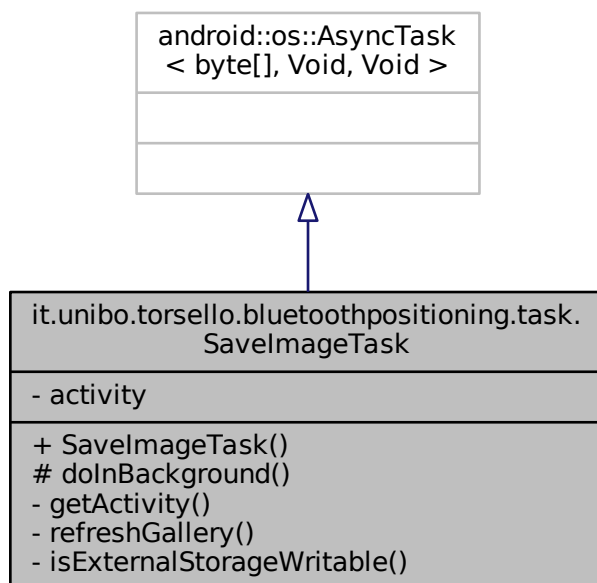 android::os::AsyncTask
< byte[], Void, Void >
it.unibo.torsello.bluetoothpositioning.task.
SaveImageTask
- activity
+ SaveImageTask()
# doInBackground()
- getActivity()
- refreshGallery()
- isExternalStorageWritable()